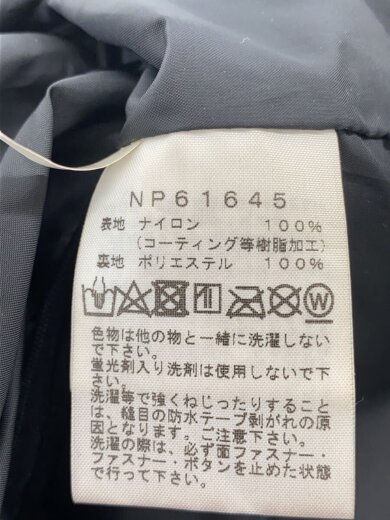 NP61645
表地 ナイロン 100%
(コーティング等樹脂加工)
裏地 ポリエステル 100%
W
色物は他の物と一緒に洗濯しない
で下さい。
蛍光剤入り洗剤は使用しないで下
さい。
洗濯等で強くねじったりすること
は、縫目の防水テープ剥がれの原
因となります。ご注意下さい。
洗濯の際は、必ず面ファスナー・
ファスナー・ボタンを止めた状態
で行って下さい。